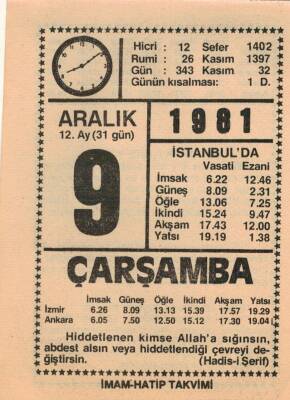 Hicri : 12 Sefer 1402
Rumi : 26 Kasım 1397
Gün : 343 Kasım 32
Günün kısalması: 1 D.
ARALIK
12. Ay (31 gün)
9
1981
İSTANBUL'DA
Vasati Ezani
İmsak 6.22 12.46
Güneş 8.09 2.31
Öğle 13.06 7.25
İkindi 15.24 9.47
Akşam 17.43 12.00
Yatsı 19.19 1.38
ÇARŞAMBA
İmsak Güneş Öğle İkindi Akşam Yatsı
İzmir 6.26 8.09 13.13 15.39 17.57 19.29
Ankara 6.05 7.50 12.50 15.12 17.30 19.04
Hiddetlenen kimse Allah'a sığınsın,
abdest alsın veya hiddetlendiği çevreyi de-
ğiştirsin. (Hadis-i Şerif)
İMAM-HATİP TAKVİMİ